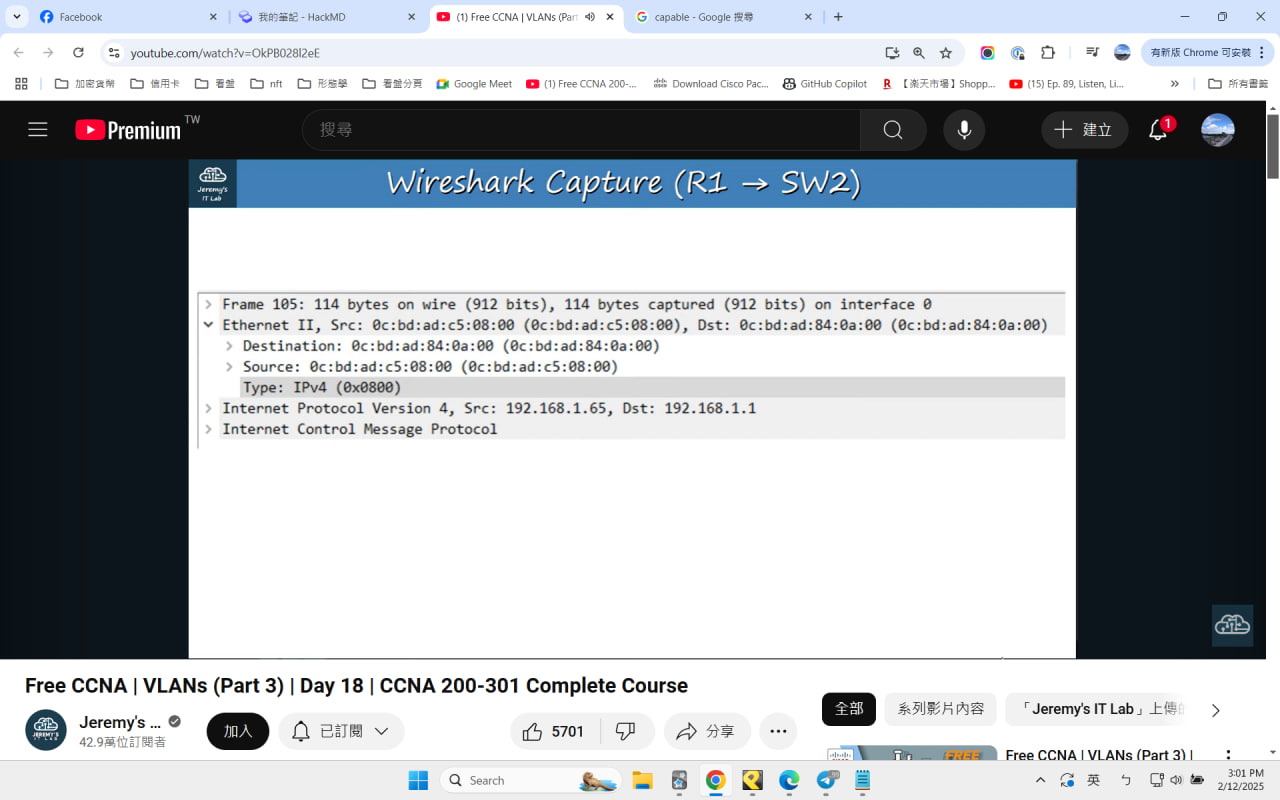 Facebook
我的筆記 - HackMD
(1) Free CCNA | VLANs (Part
capable - Google 搜尋
youtube.com/watch?v=OkPB028l2eE
有新版 Chrome 可安裝
加密貨幣
信用卡
看盤
nft
形態學
看盤分頁
Google Meet
(1) Free CCNA 200-...
Download Cisco Pac...
GitHub Copilot
【楽天市場】Shopp...
(15) Ep. 89, Listen, Li...
所有書籤
Premium TW
搜尋
建立
1
Jeremy's
IT Lab
Wireshark Capture (R1 → SW2)
Frame 105: 114 bytes on wire (912 bits), 114 bytes captured (912 bits) on interface 0
Ethernet II, Src: 0c:bd:ad:c5:08:00 (0c:bd:ad:c5:08:00), Dst: 0c:bd:ad:84:0a:00 (0c:bd:ad:84:0a:00)
Destination: 0c:bd:ad:84:0a:00 (0c:bd:ad:84:0a:00)
Source: 0c:bd:ad:c5:08:00 (0c:bd:ad:c5:08:00)
Type: IPv4 (0x0800)
Internet Protocol Version 4, Src: 192.168.1.65, Dst: 192.168.1.1
Internet Control Message Protocol
Free CCNA | VLANs (Part 3) | Day 18 | CCNA 200-301 Complete Course
Jeremy's ...
42.9萬位訂閱者
加入
已訂閱
5701
分享
全部
系列影片內容
「Jeremy's IT Lab」上傳的
FREE
Free CCNA | VLANs (Part 3) |
Search
英
ㄅ
3:01 PM
2/12/2025